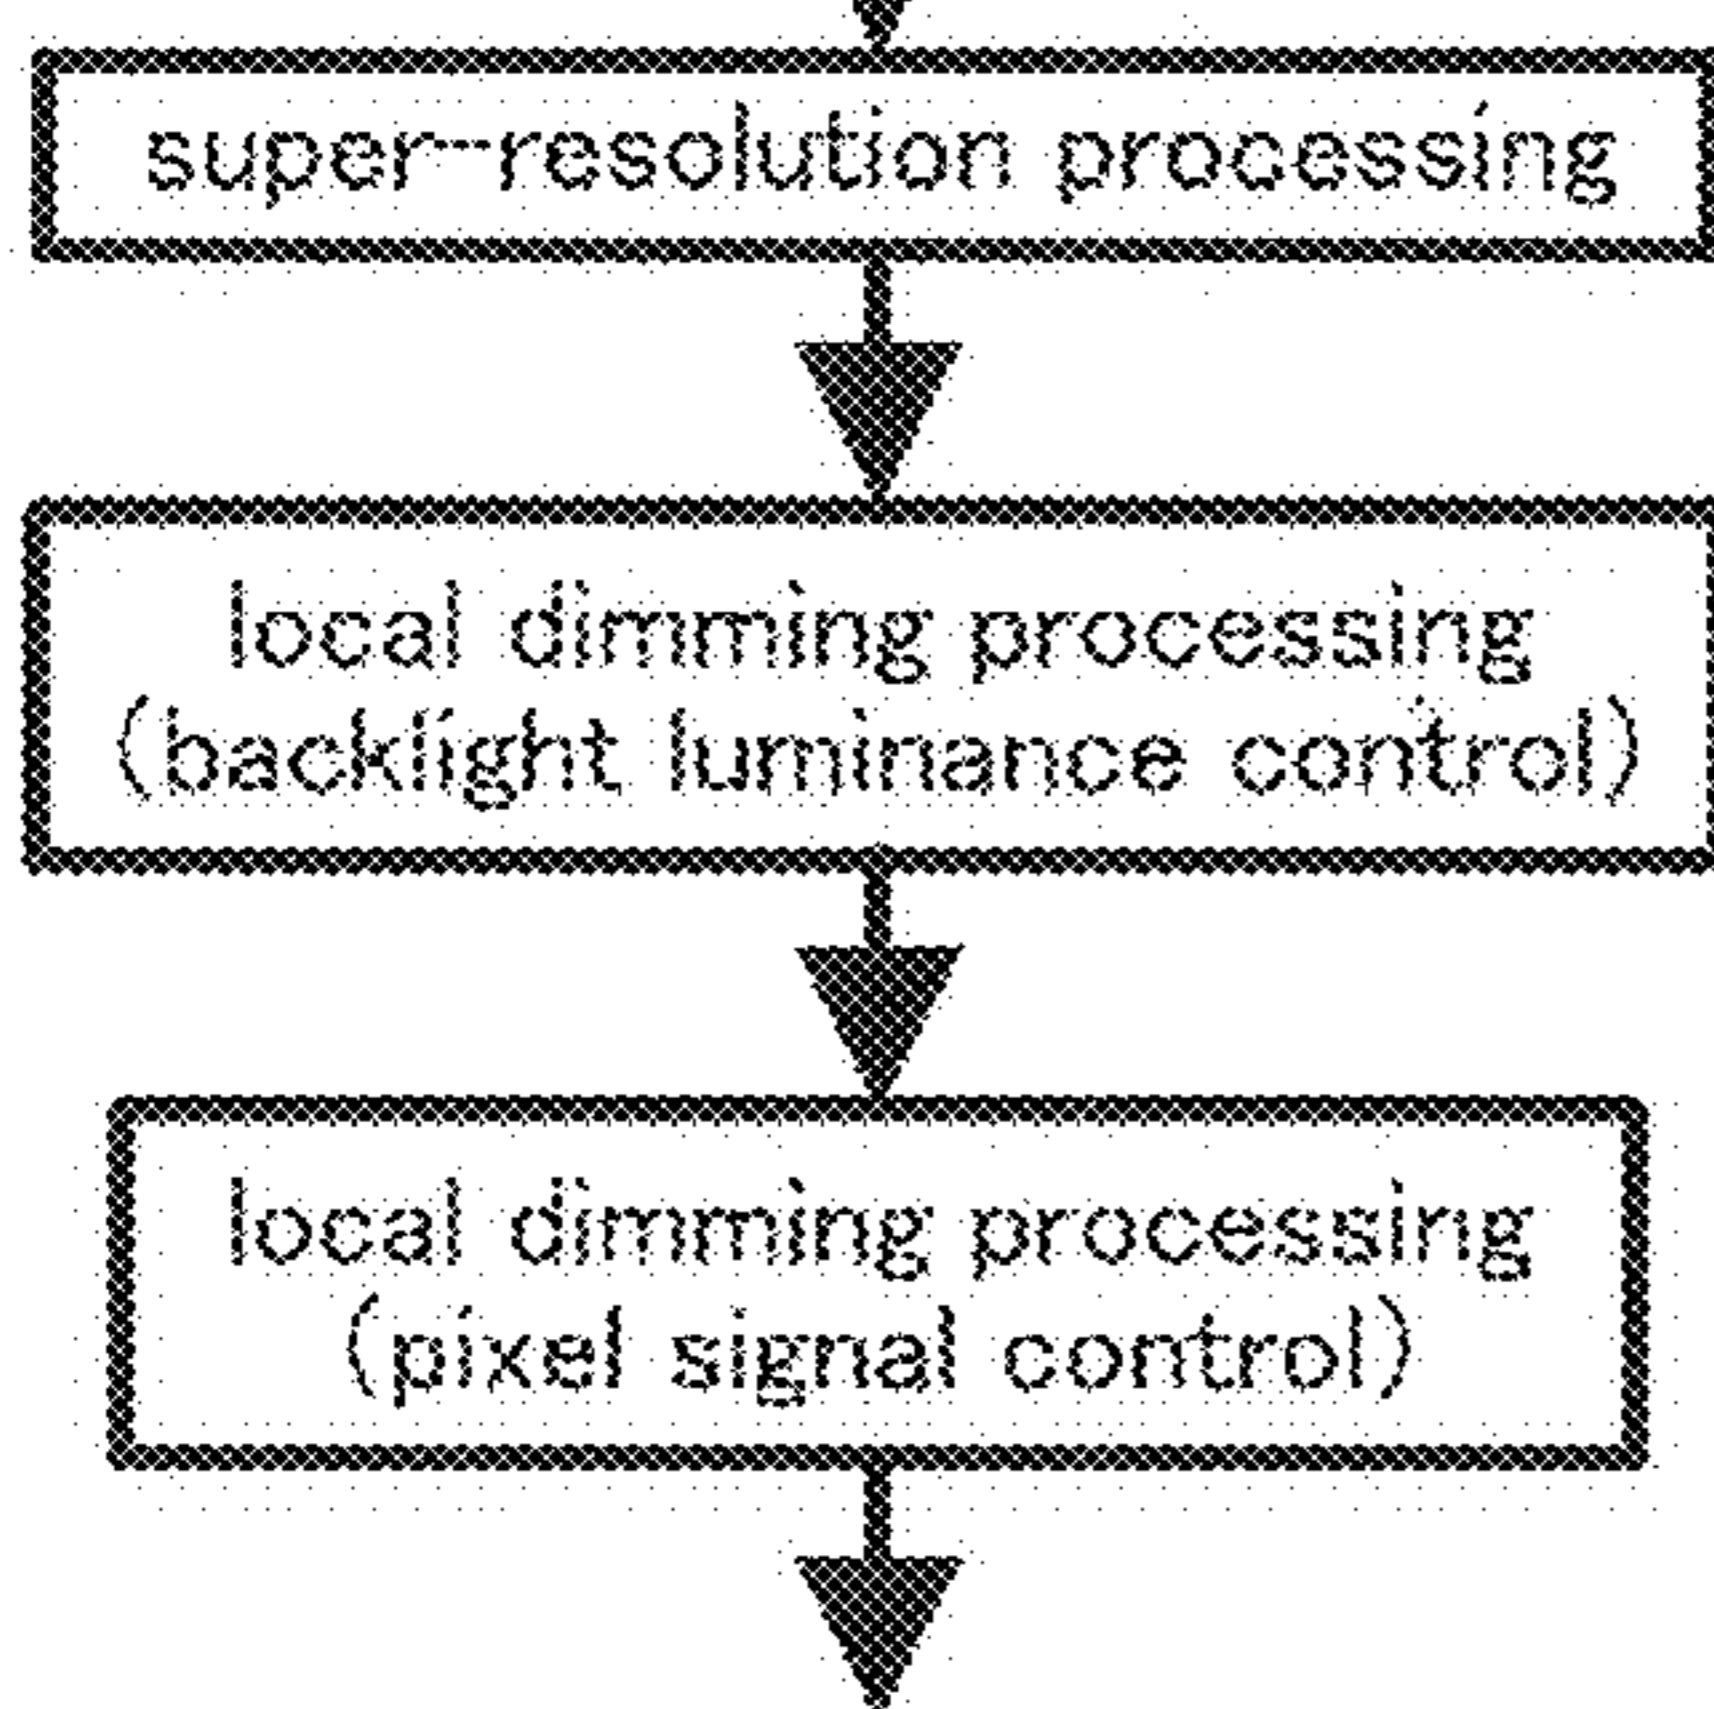 super-resolution processing
local dimming processing
(backlight luminance control)
local dimming processing
(pixel signal control)